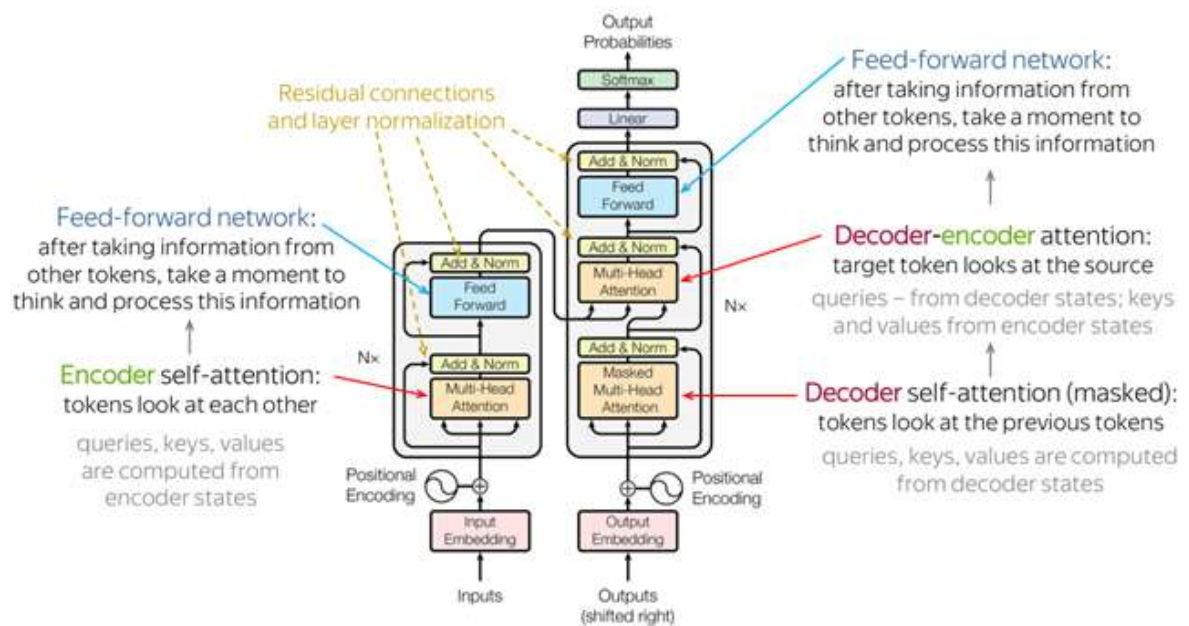 Output
Probabilities
Softmax
Linear
Add & Norm
Feed
Forward
Add & Norm
Multi-Head
Attention
Add & Norm
Masked
Multi-Head
Attention
Nx
Positional
Encoding
Output
Embedding
Outputs
(shifted right)
Residual connections
and layer normalization
Feed-forward network:
after taking information from
other tokens, take a moment to
think and process this information
Encoder self-attention:
tokens look at each other
queries, keys, values
are computed from
encoder states
Add & Norm
Feed
Forward
Nx
Add & Norm
Multi-Head
Attention
Positional
Encoding
Input
Embedding
Inputs
Feed-forward network:
after taking information from
other tokens, take a moment to
think and process this information
Decoder-encoder attention:
target token looks at the source
queries – from decoder states; keys
and values from encoder states
Decoder self-attention (masked):
tokens look at the previous tokens
queries, keys, values are computed
from decoder states